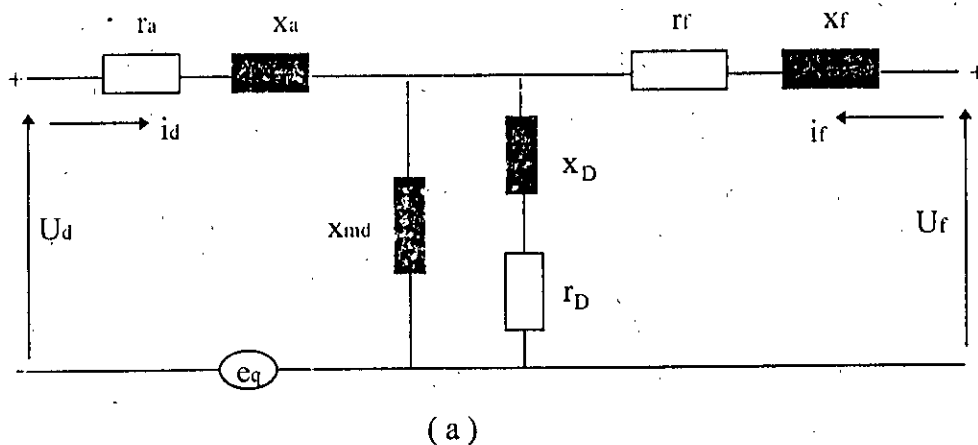 ra xa rf xf
+ +
id if
xD
Ud xmd Uf
rD
- -
eq
( a )